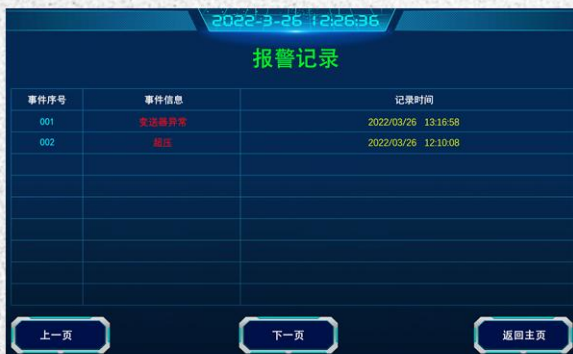 2022-3-26 12:26:36
报警记录
事件序号 事件信息 记录时间
001 变送器异常 2022/03/26 13:16:58
002 超压 2022/03/26 12:10:08
上一页 下一页 返回主页